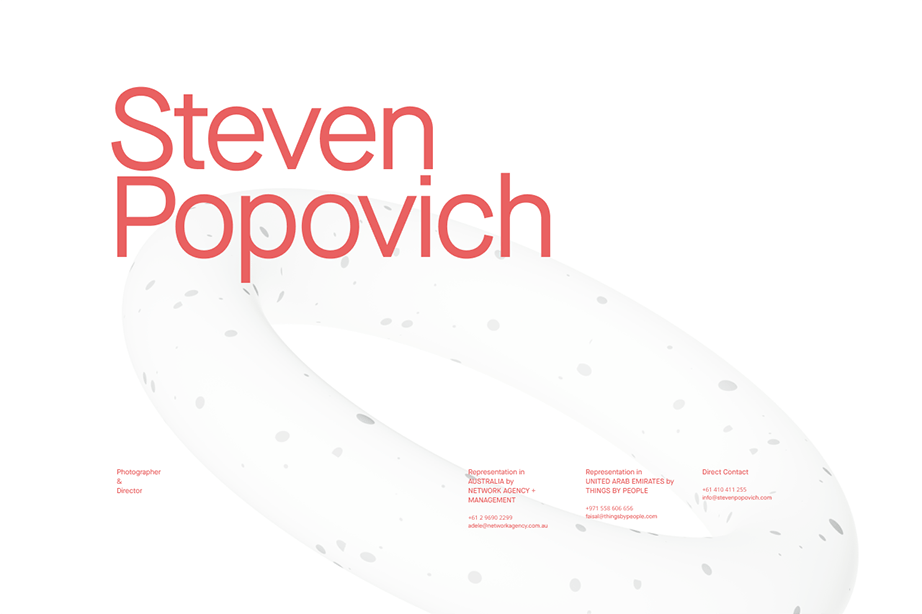 Steven
Popovich
Photographer
&
Director
Representation in
AUSTRALIA by
NETWORK AGENCY +
MANAGEMENT
+61 2 9690 2299
adele@networkagency.com.au
Representation in
UNITED ARAB EMIRATES by
THINGS BY PEOPLE
+971 558 606 656
faisal@thingsbypeople.com
Direct Contact
+61 410 411 255
info@stevenpopovich.com